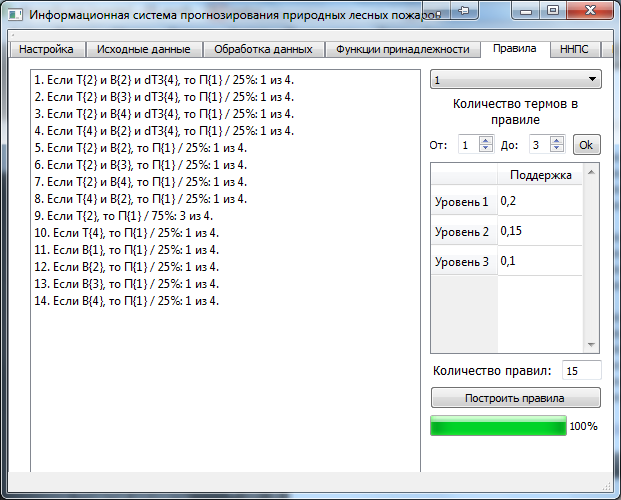 Информационная система прогнозирования природных лесных пожаров
Настройка Исходные данные Обработка данных Функции принадлежности Правила ННПС
1. Если T{2} и B{2} и dT3{4}, то П{1} / 25%: 1 из 4.
2. Если T{2} и B{3} и dT3{4}, то П{1} / 25%: 1 из 4.
3. Если T{2} и B{4} и dT3{4}, то П{1} / 25%: 1 из 4.
4. Если T{4} и B{2} и dT3{4}, то П{1} / 25%: 1 из 4.
5. Если T{2} и B{2}, то П{1} / 25%: 1 из 4.
6. Если T{2} и B{3}, то П{1} / 25%: 1 из 4.
7. Если T{2} и B{4}, то П{1} / 25%: 1 из 4.
8. Если T{4} и B{2}, то П{1} / 25%: 1 из 4.
9. Если T{2}, то П{1} / 75%: 3 из 4.
10. Если T{4}, то П{1} / 25%: 1 из 4.
11. Если B{1}, то П{1} / 25%: 1 из 4.
12. Если B{2}, то П{1} / 25%: 1 из 4.
13. Если B{3}, то П{1} / 25%: 1 из 4.
14. Если B{4}, то П{1} / 25%: 1 из 4.
1
Количество термов в
правиле
От: 1 До: 3 Ok
Поддержка
Уровень 1 0,2
Уровень 2 0,15
Уровень 3 0,1
Количество правил: 15
Построить правила
100%